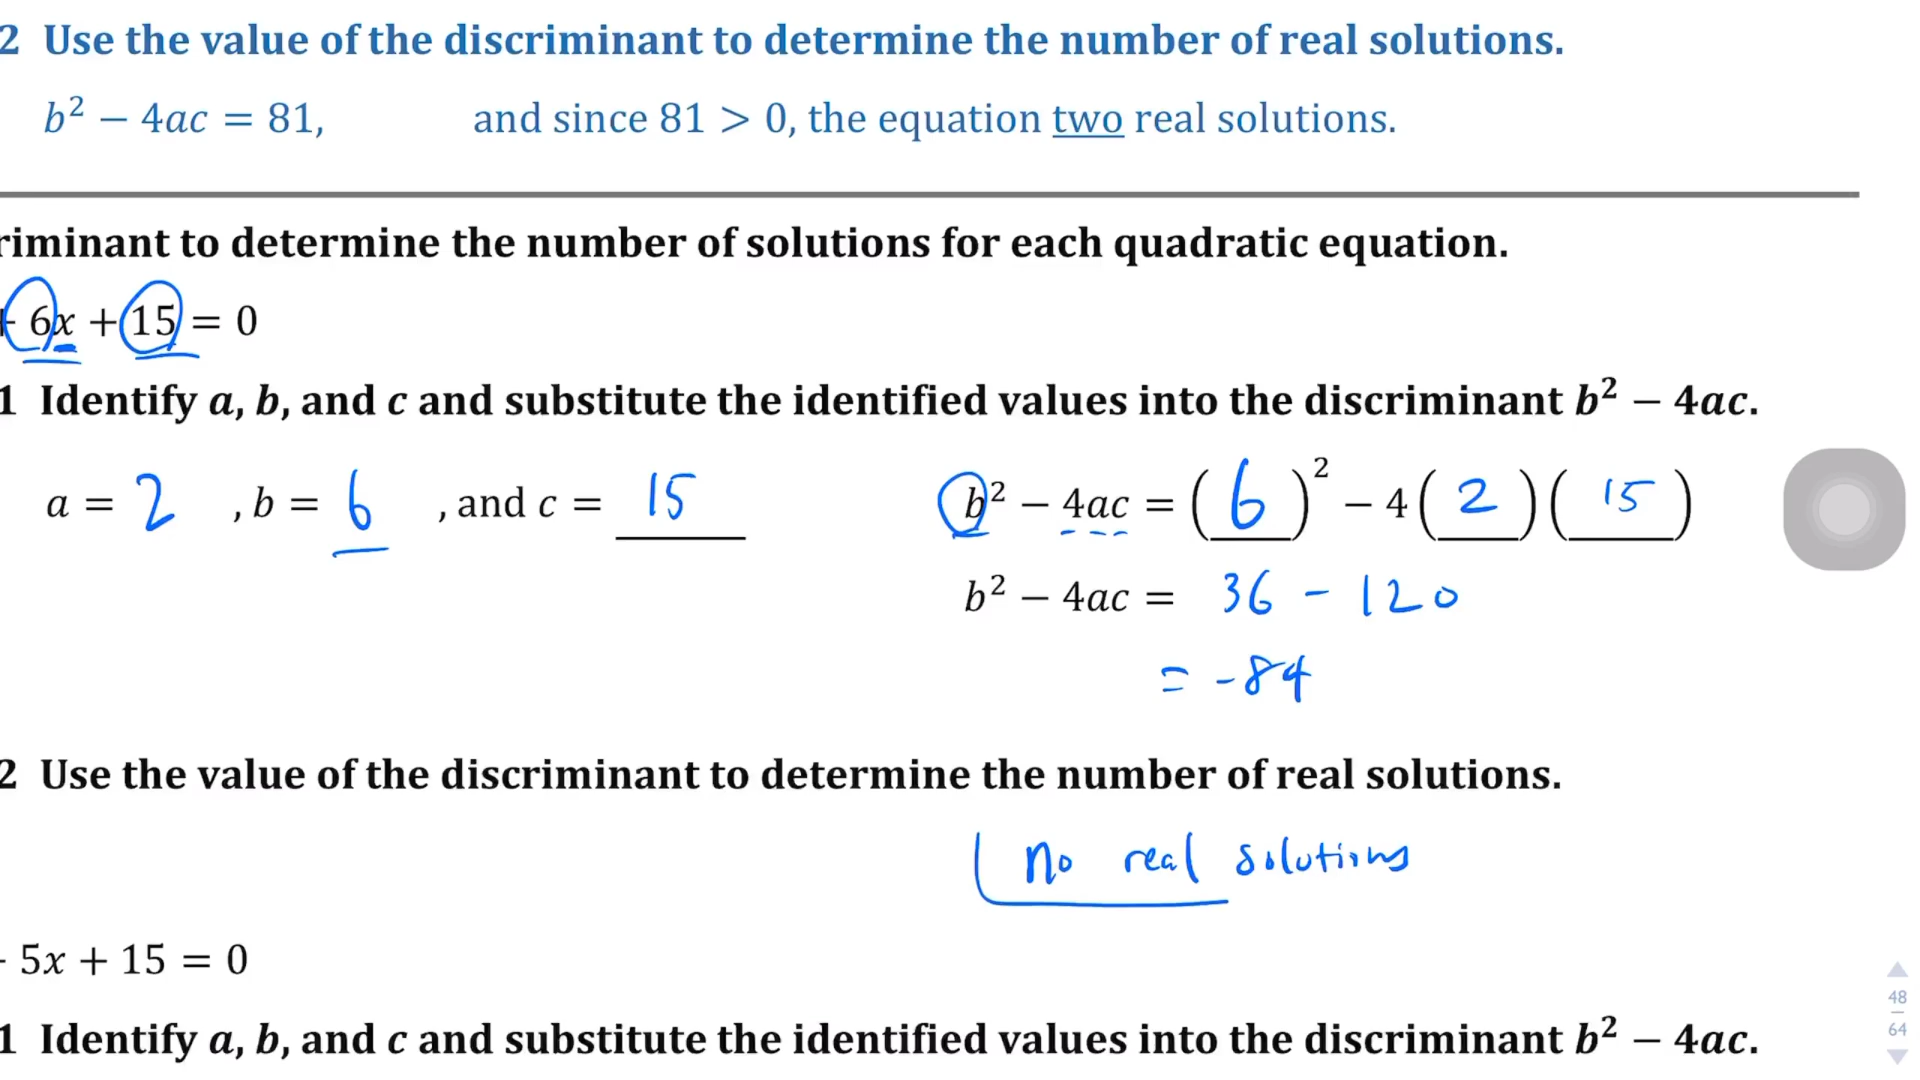 2 Use the value of the discriminant to determine the number of real solutions.
b² − 4ac = 81, and since 81 > 0, the equation two real solutions.
riminant to determine the number of solutions for each quadratic equation.
6x + 15 = 0
1 Identify a, b, and c and substitute the identified values into the discriminant b² − 4ac.
a = 2 , b = 6 , and c = 15 b² − 4ac = (6)² − 4(2)(15)
b² − 4ac = 36 - 120
= -84
2 Use the value of the discriminant to determine the number of real solutions.
no real solutions
5x + 15 = 0
48
64
1 Identify a, b, and c and substitute the identified values into the discriminant b² − 4ac.